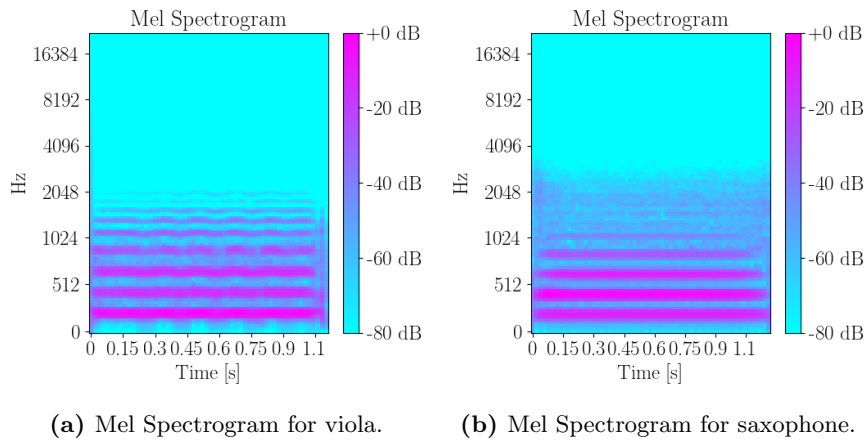 Mel Spectrogram
16384
8192
4096
2048
1024
512
0
Hz
0 0.15 0.3 0.45 0.6 0.75 0.9 1.1
Time [s]
+0 dB
-20 dB
-40 dB
-60 dB
-80 dB
(a) Mel Spectrogram for viola.
Mel Spectrogram
16384
8192
4096
2048
1024
512
0
Hz
0 0.15 0.3 0.45 0.6 0.75 0.9 1.1
Time [s]
+0 dB
-20 dB
-40 dB
-60 dB
-80 dB
(b) Mel Spectrogram for saxophone.